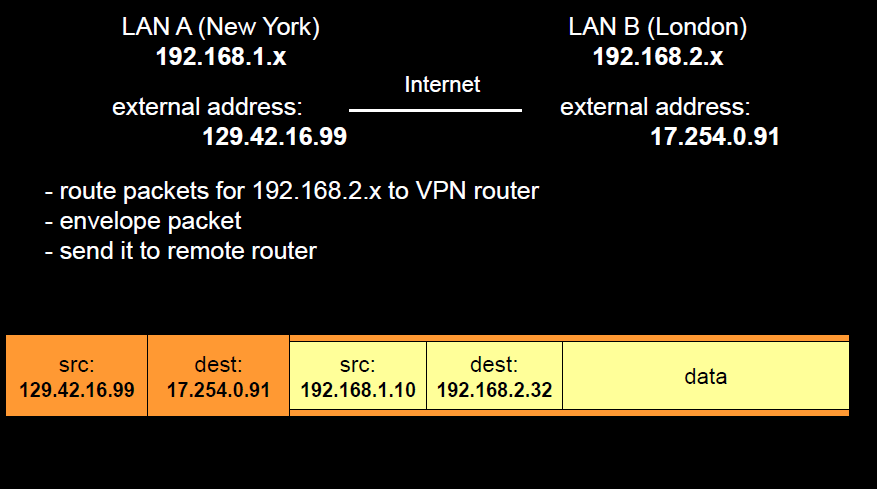 LAN A (New York)
192.168.1.x
LAN B (London)
192.168.2.x
Internet
external address:
129.42.16.99
external address:
17.254.0.91
- route packets for 192.168.2.x to VPN router
- envelope packet
- send it to remote router
src:
129.42.16.99
dest:
17.254.0.91
src:
192.168.1.10
dest:
192.168.2.32
data